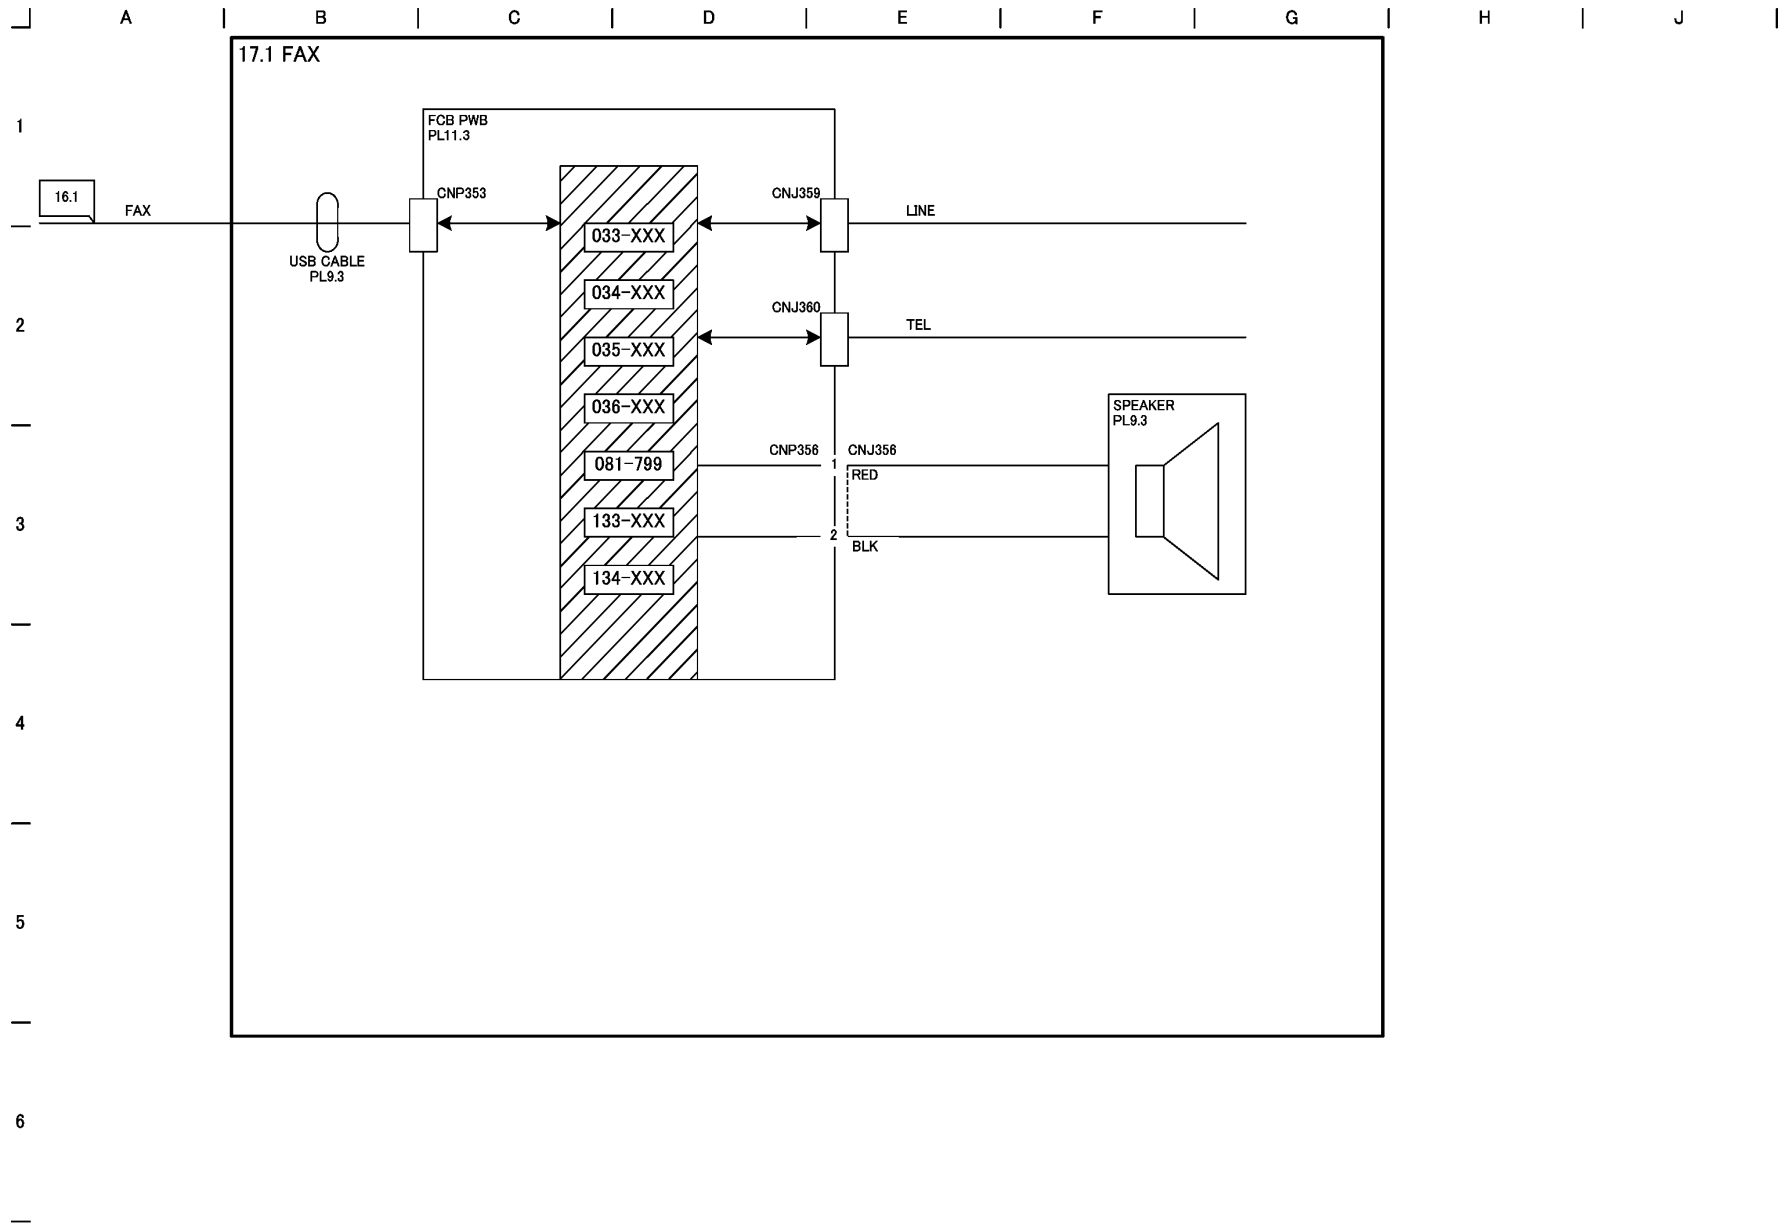 A B C D E F G H J
17.1 FAX
1
FCB PWB
PL11.3
16.1
FAX
CNP353
CNJ359
LINE
033-XXX
USB CABLE
PL9.3
034-XXX
CNJ360
TEL
2
035-XXX
036-XXX
SPEAKER
PL9.3
CNP356
CNJ356
081-799
1
RED
3
133-XXX
2
BLK
134-XXX
4
5
6